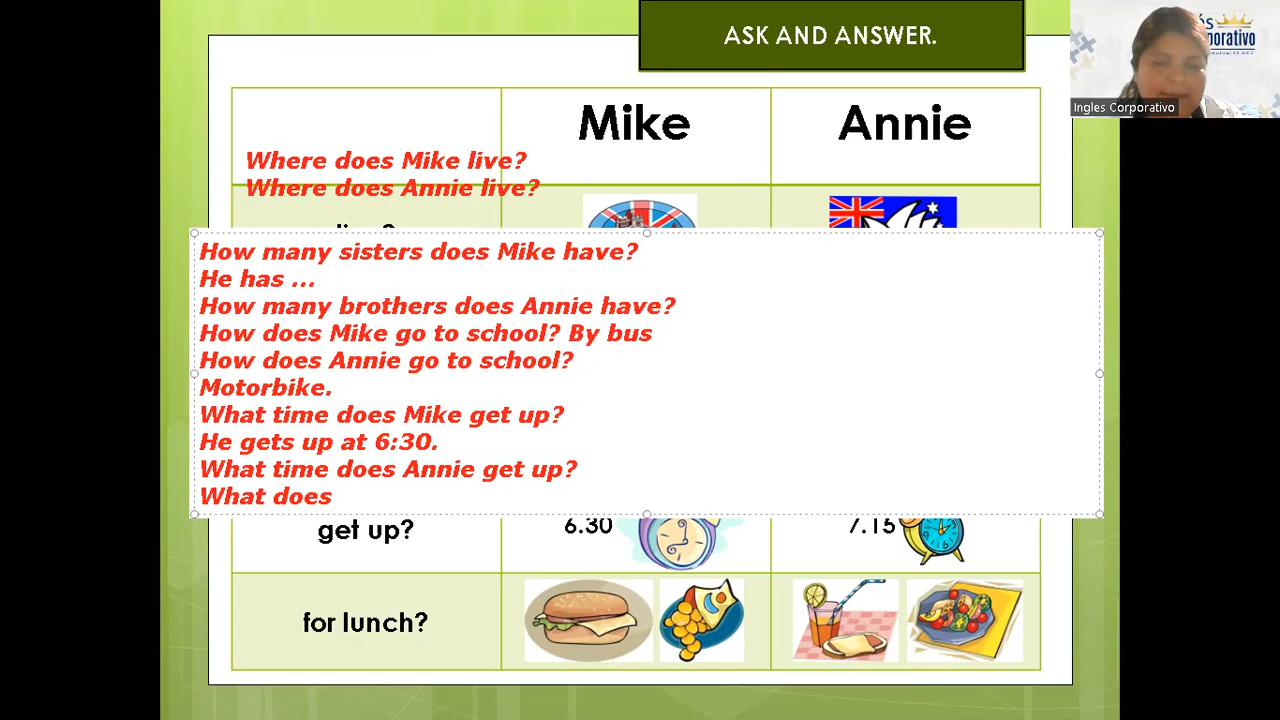 ASK AND ANSWER.
Ingles Corporativo
Mike
Annie
Where does Mike live?
Where does Annie live?
How many sisters does Mike have?
He has ...
How many brothers does Annie have?
How does Mike go to school? By bus
How does Annie go to school?
Motorbike.
What time does Mike get up?
He gets up at 6:30.
What time does Annie get up?
What does
get up?
6.30
7.15
for lunch?